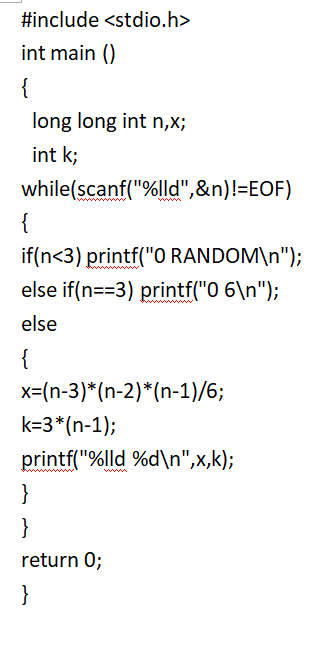 #include <stdio.h>
int main ()
{
long long int n,x;
int k;
while(scanf("%lld",&n)!=EOF)
{
if(n<3) printf("0 RANDOM\n");
else if(n==3) printf("0 6\n");
else
{
x=(n-3)*(n-2)*(n-1)/6;
k=3*(n-1);
printf("%lld %d\n",x,k);
}
}
return 0;
}